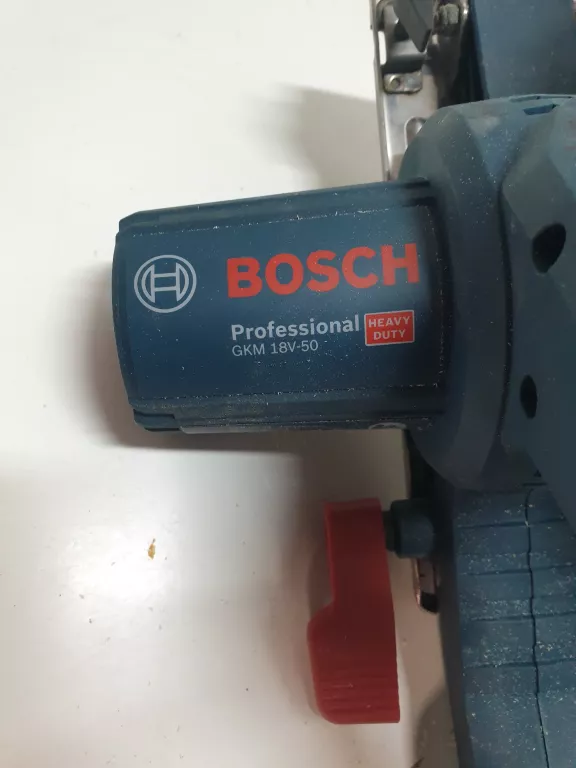 BOSCH
Professional HEAVY DUTY
GKM 18V-50